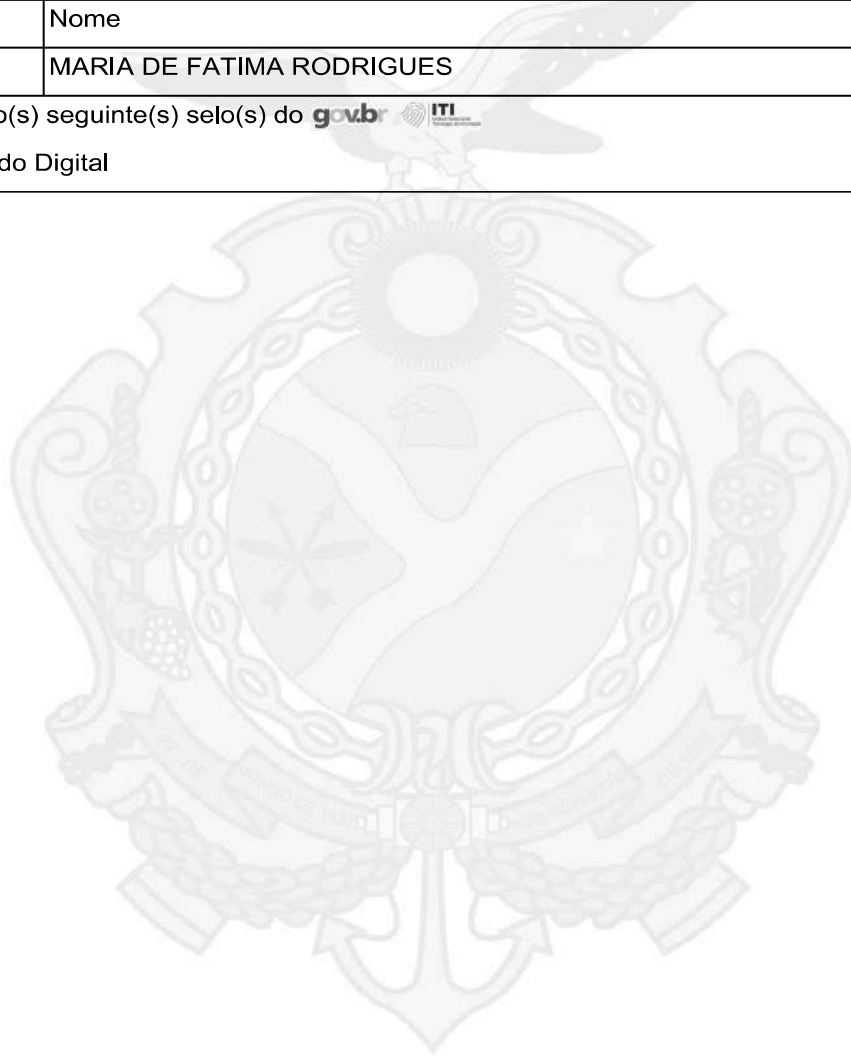 Nome
MARIA DE FATIMA RODRIGUES
o(s) seguinte(s) selo(s) do gov.br ITI
do Digital